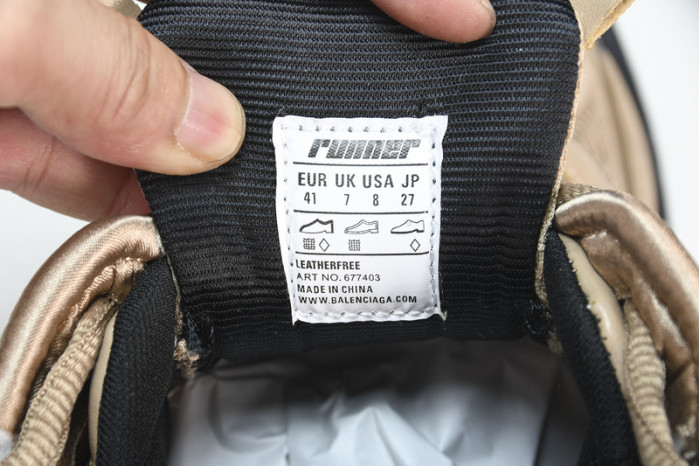 runner
EUR UK USA JP
41 7 8 27
LEATHERFREE
ART NO. 677403
MADE IN CHINA
WWW.BALENCIAGA.COM